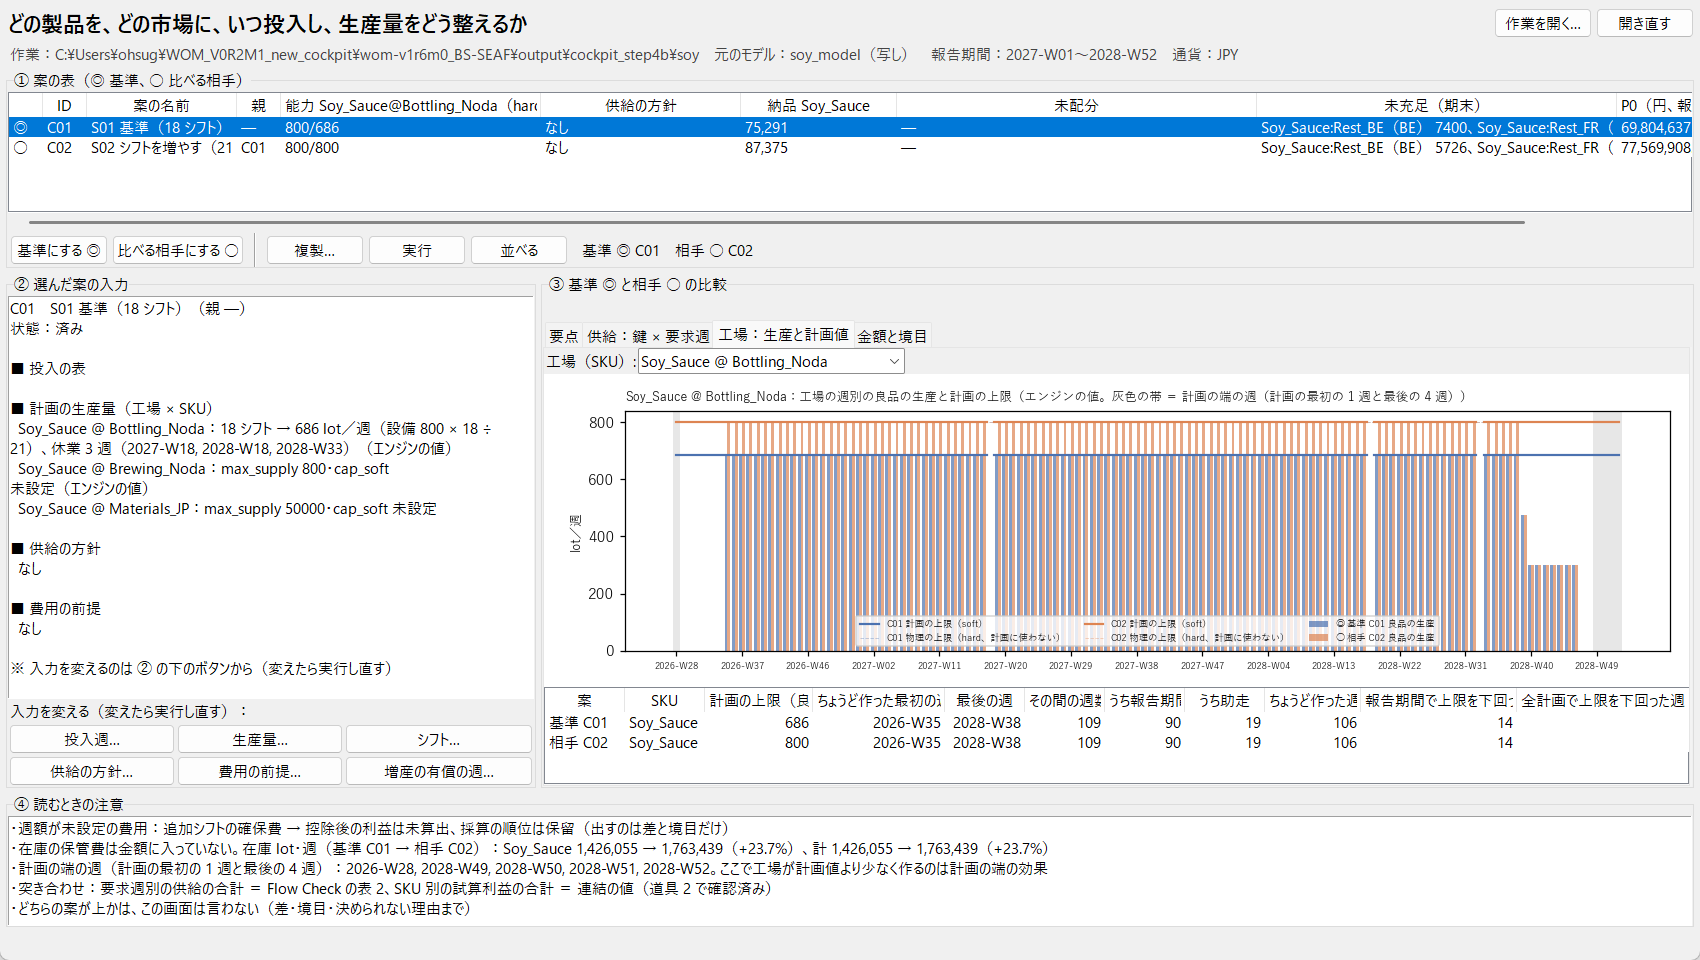 どの製品を、どの市場に、いつ投入し、生産量をどう整えるか
作業を開く...
開き直す
作業：C:¥Users¥ohsug¥WOM_V0R2M1_new_cockpit¥wom-v1r6m0_BS-SEAF¥output¥cockpit_step4b¥soy　元のモデル：soy_model（写し）　報告期間：2027-W01～2028-W52　通貨：JPY
① 案の表（◎ 基準、○ 比べる相手）
ID 案の名前 親 能力 Soy_Sauce@Bottling_Noda（harc 供給の方針 納品 Soy_Sauce 未配分 未充足（期末） P0（円、報
◎ C01 S01 基準（18 シフト） — 800/686 なし 75,291 — Soy_Sauce:Rest_BE（BE） 7400、Soy_Sauce:Rest_FR（ 69,804,637
○ C02 S02 シフトを増やす（21 C01 800/800 なし 87,375 — Soy_Sauce:Rest_BE（BE） 5726、Soy_Sauce:Rest_FR（ 77,569,908
基準にする ◎ 比べる相手にする ○ 複製... 実行 並べる 基準 ◎ C01　相手 ○ C02
② 選んだ案の入力
C01　S01 基準（18 シフト）（親 —）
状態：済み
■ 投入の表
■ 計画の生産量（工場 × SKU）
Soy_Sauce @ Bottling_Noda：18 シフト → 686 lot／週（設備 800 × 18 ÷
21）、休業 3 週（2027-W18, 2028-W18, 2028-W33）（エンジンの値）
Soy_Sauce @ Brewing_Noda：max_supply 800・cap_soft
未設定（エンジンの値）
Soy_Sauce @ Materials_JP：max_supply 50000・cap_soft 未設定
■ 供給の方針
なし
■ 費用の前提
なし
※ 入力を変えるのは ② の下のボタンから（変えたら実行し直す）
入力を変える（変えたら実行し直す）：
投入週... 生産量... シフト...
供給の方針... 費用の前提... 増産の有償の週...
③ 基準 ◎ と相手 ○ の比較
要点 供給：鍵 × 要求週 工場：生産と計画値 金額と境目
工場（SKU）: Soy_Sauce @ Bottling_Noda
Soy_Sauce @ Bottling_Noda：工場の週別の良品の生産と計画の上限（エンジンの値。灰色の帯 ＝ 計画の端の週（計画の最初の 1 週と最後の 4 週））
800
600
400
200
0
lot／週
C01 計画の上限（soft） C02 計画の上限（soft） ◎基準 C01 良品の生産
C01 物理の上限（hard、計画に使わない） C02 物理の上限（hard、計画に使わない） ○相手 C02 良品の生産
2026-W28 2026-W37 2026-W46 2027-W02 2027-W11 2027-W20 2027-W29 2027-W38 2027-W47 2028-W04 2028-W13 2028-W22 2028-W31 2028-W40 2028-W49
案 SKU 計画の上限（良 ちょうど作った最初の週 最後の週 その間の週数 うち報告期間 うち助走 ちょうど作った週 報告期間で上限を下回っ 全計画で上限を下回った週
基準 C01 Soy_Sauce 686 2026-W35 2028-W38 109 90 19 106 14
相手 C02 Soy_Sauce 800 2026-W35 2028-W38 109 90 19 106 14
④ 読むときの注意
・週額が未設定の費用：追加シフトの確保費 → 控除後の利益は未算出、採算の順位は保留（出すのは差と境目だけ）
・在庫の保管費は金額に入っていない。在庫 lot・週（基準 C01 → 相手 C02）：Soy_Sauce 1,426,055 → 1,763,439（+23.7%）、計 1,426,055 → 1,763,439（+23.7%）
・計画の端の週（計画の最初の 1 週と最後の 4 週）：2026-W28, 2028-W49, 2028-W50, 2028-W51, 2028-W52。ここで工場が計画値より少なく作るのは計画の端の効果
・突き合わせ：要求週別の供給の合計 ＝ Flow Check の表 2、SKU 別の試算利益の合計 ＝ 連結の値（道具 2 で確認済み）
・どちらの案が上かは、この画面は言わない（差・境目・決められない理由まで）